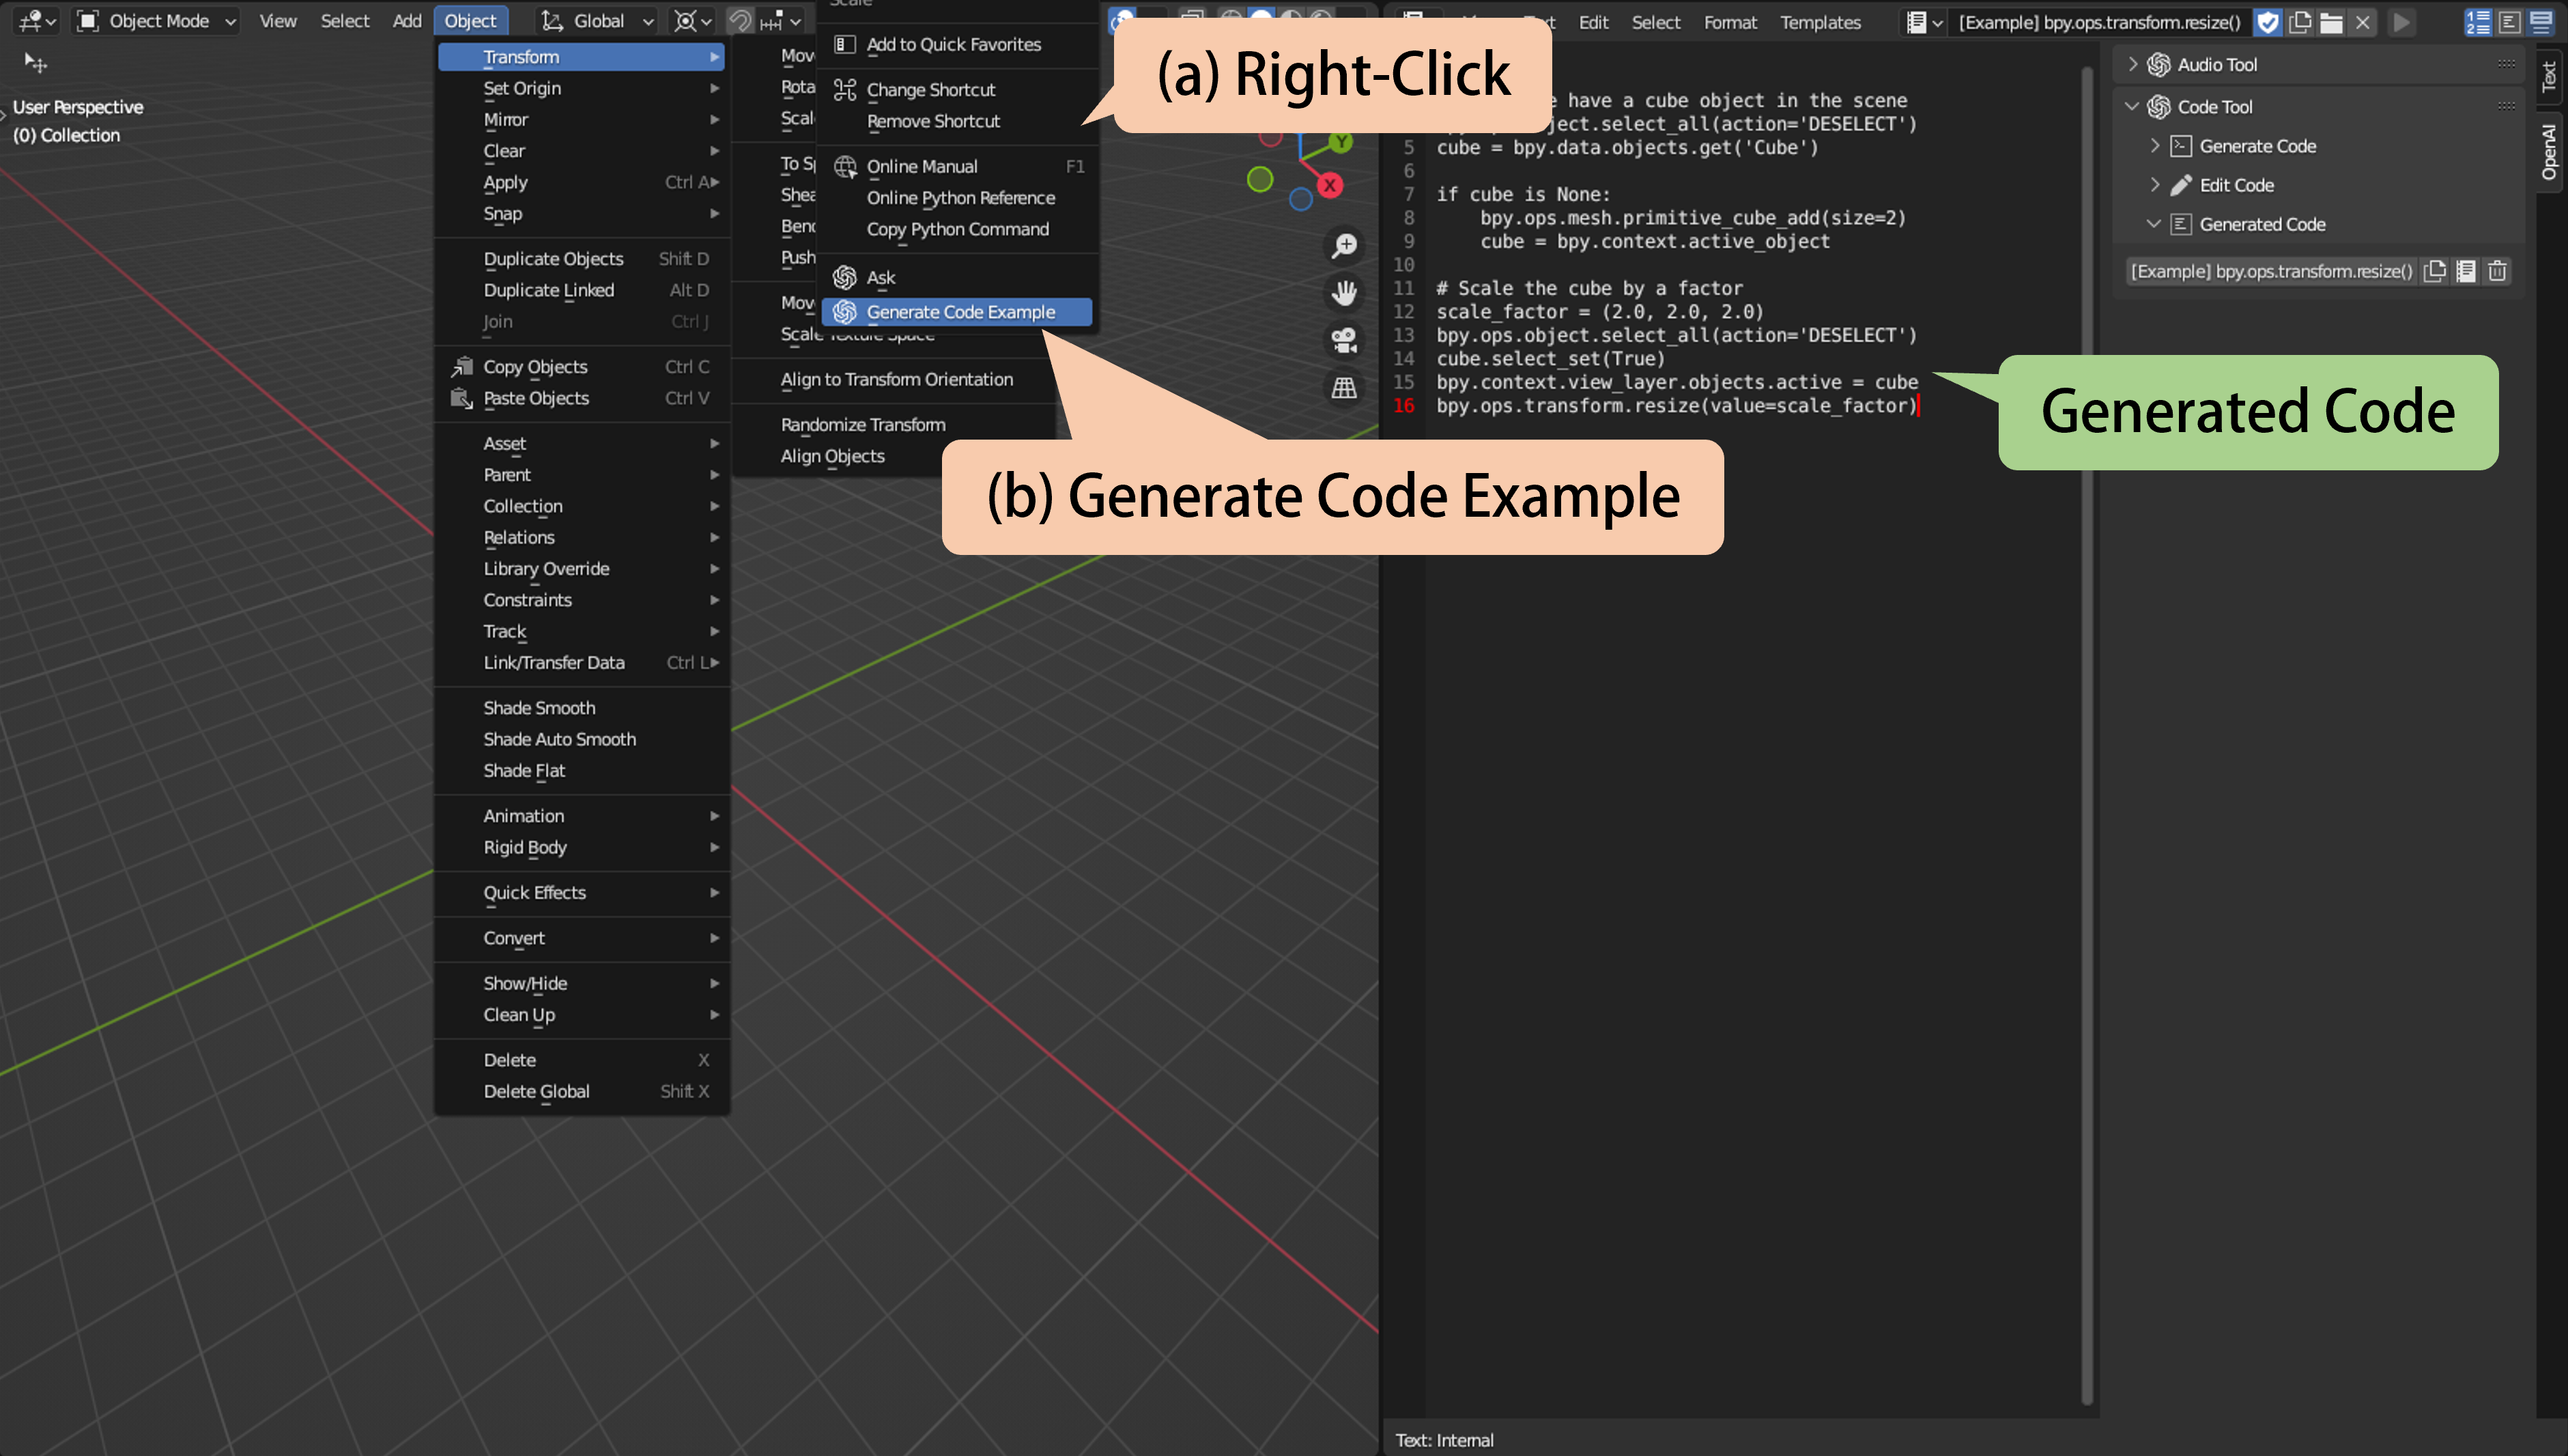 Object Mode
View
Select
Add
Object
Global
User Perspective
(0) Collection
Transform
Set Origin
Mirror
Clear
Apply Ctrl A
Snap
Duplicate Objects Shift D
Duplicate Linked Alt D
Join Ctrl J
Copy Objects Ctrl C
Paste Objects Ctrl V
Asset
Parent
Collection
Relations
Library Override
Constraints
Track
Link/Transfer Data Ctrl L
Shade Smooth
Shade Auto Smooth
Shade Flat
Animation
Rigid Body
Quick Effects
Convert
Show/Hide
Clean Up
Delete X
Delete Global Shift X
Align to Transform Orientation
Randomize Transform
Align Objects
Scale
Add to Quick Favorites
Change Shortcut
Remove Shortcut
Online Manual F1
Online Python Reference
Copy Python Command
Ask
Generate Code Example
(a) Right-Click
(b) Generate Code Example
Y
X
Edit
Select
Format
Templates
[Example] bpy.ops.transform.resize()
have a cube object in the scene
ject.select_all(action='DESELECT')
5 cube = bpy.data.objects.get('Cube')
6
7 if cube is None:
8 bpy.ops.mesh.primitive_cube_add(size=2)
9 cube = bpy.context.active_object
10
11 # Scale the cube by a factor
12 scale_factor = (2.0, 2.0, 2.0)
13 bpy.ops.object.select_all(action='DESELECT')
14 cube.select_set(True)
15 bpy.context.view_layer.objects.active = cube
16 bpy.ops.transform.resize(value=scale_factor)
Generated Code
Audio Tool
Code Tool
Generate Code
Edit Code
Generated Code
[Example] bpy.ops.transform.resize()
Text
OpenAI
Text: Internal